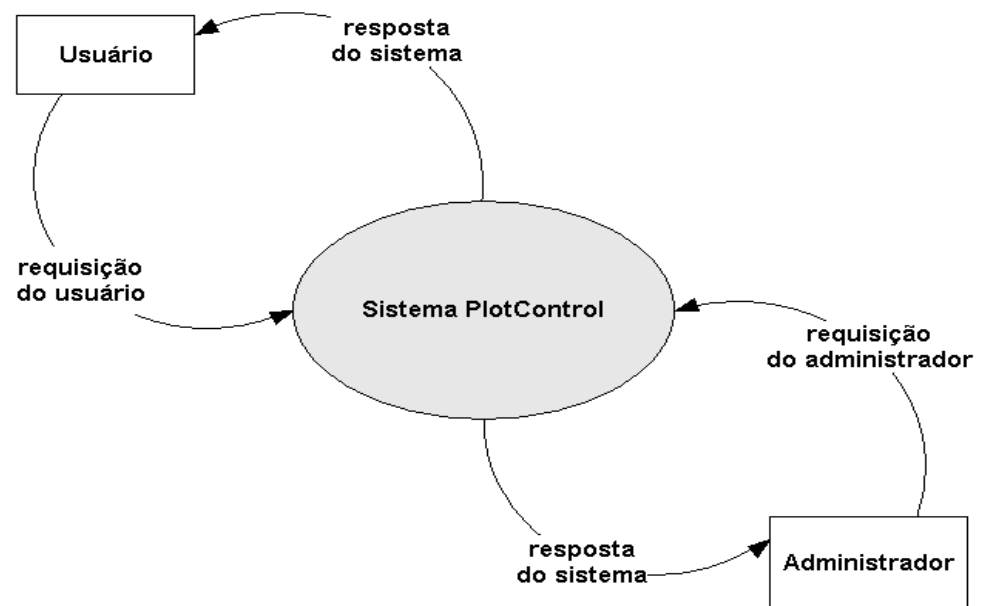 Usuário
resposta
do sistema
requisição
do usuário
Sistema PlotControl
requisição
do administrador
resposta
do sistema
Administrador